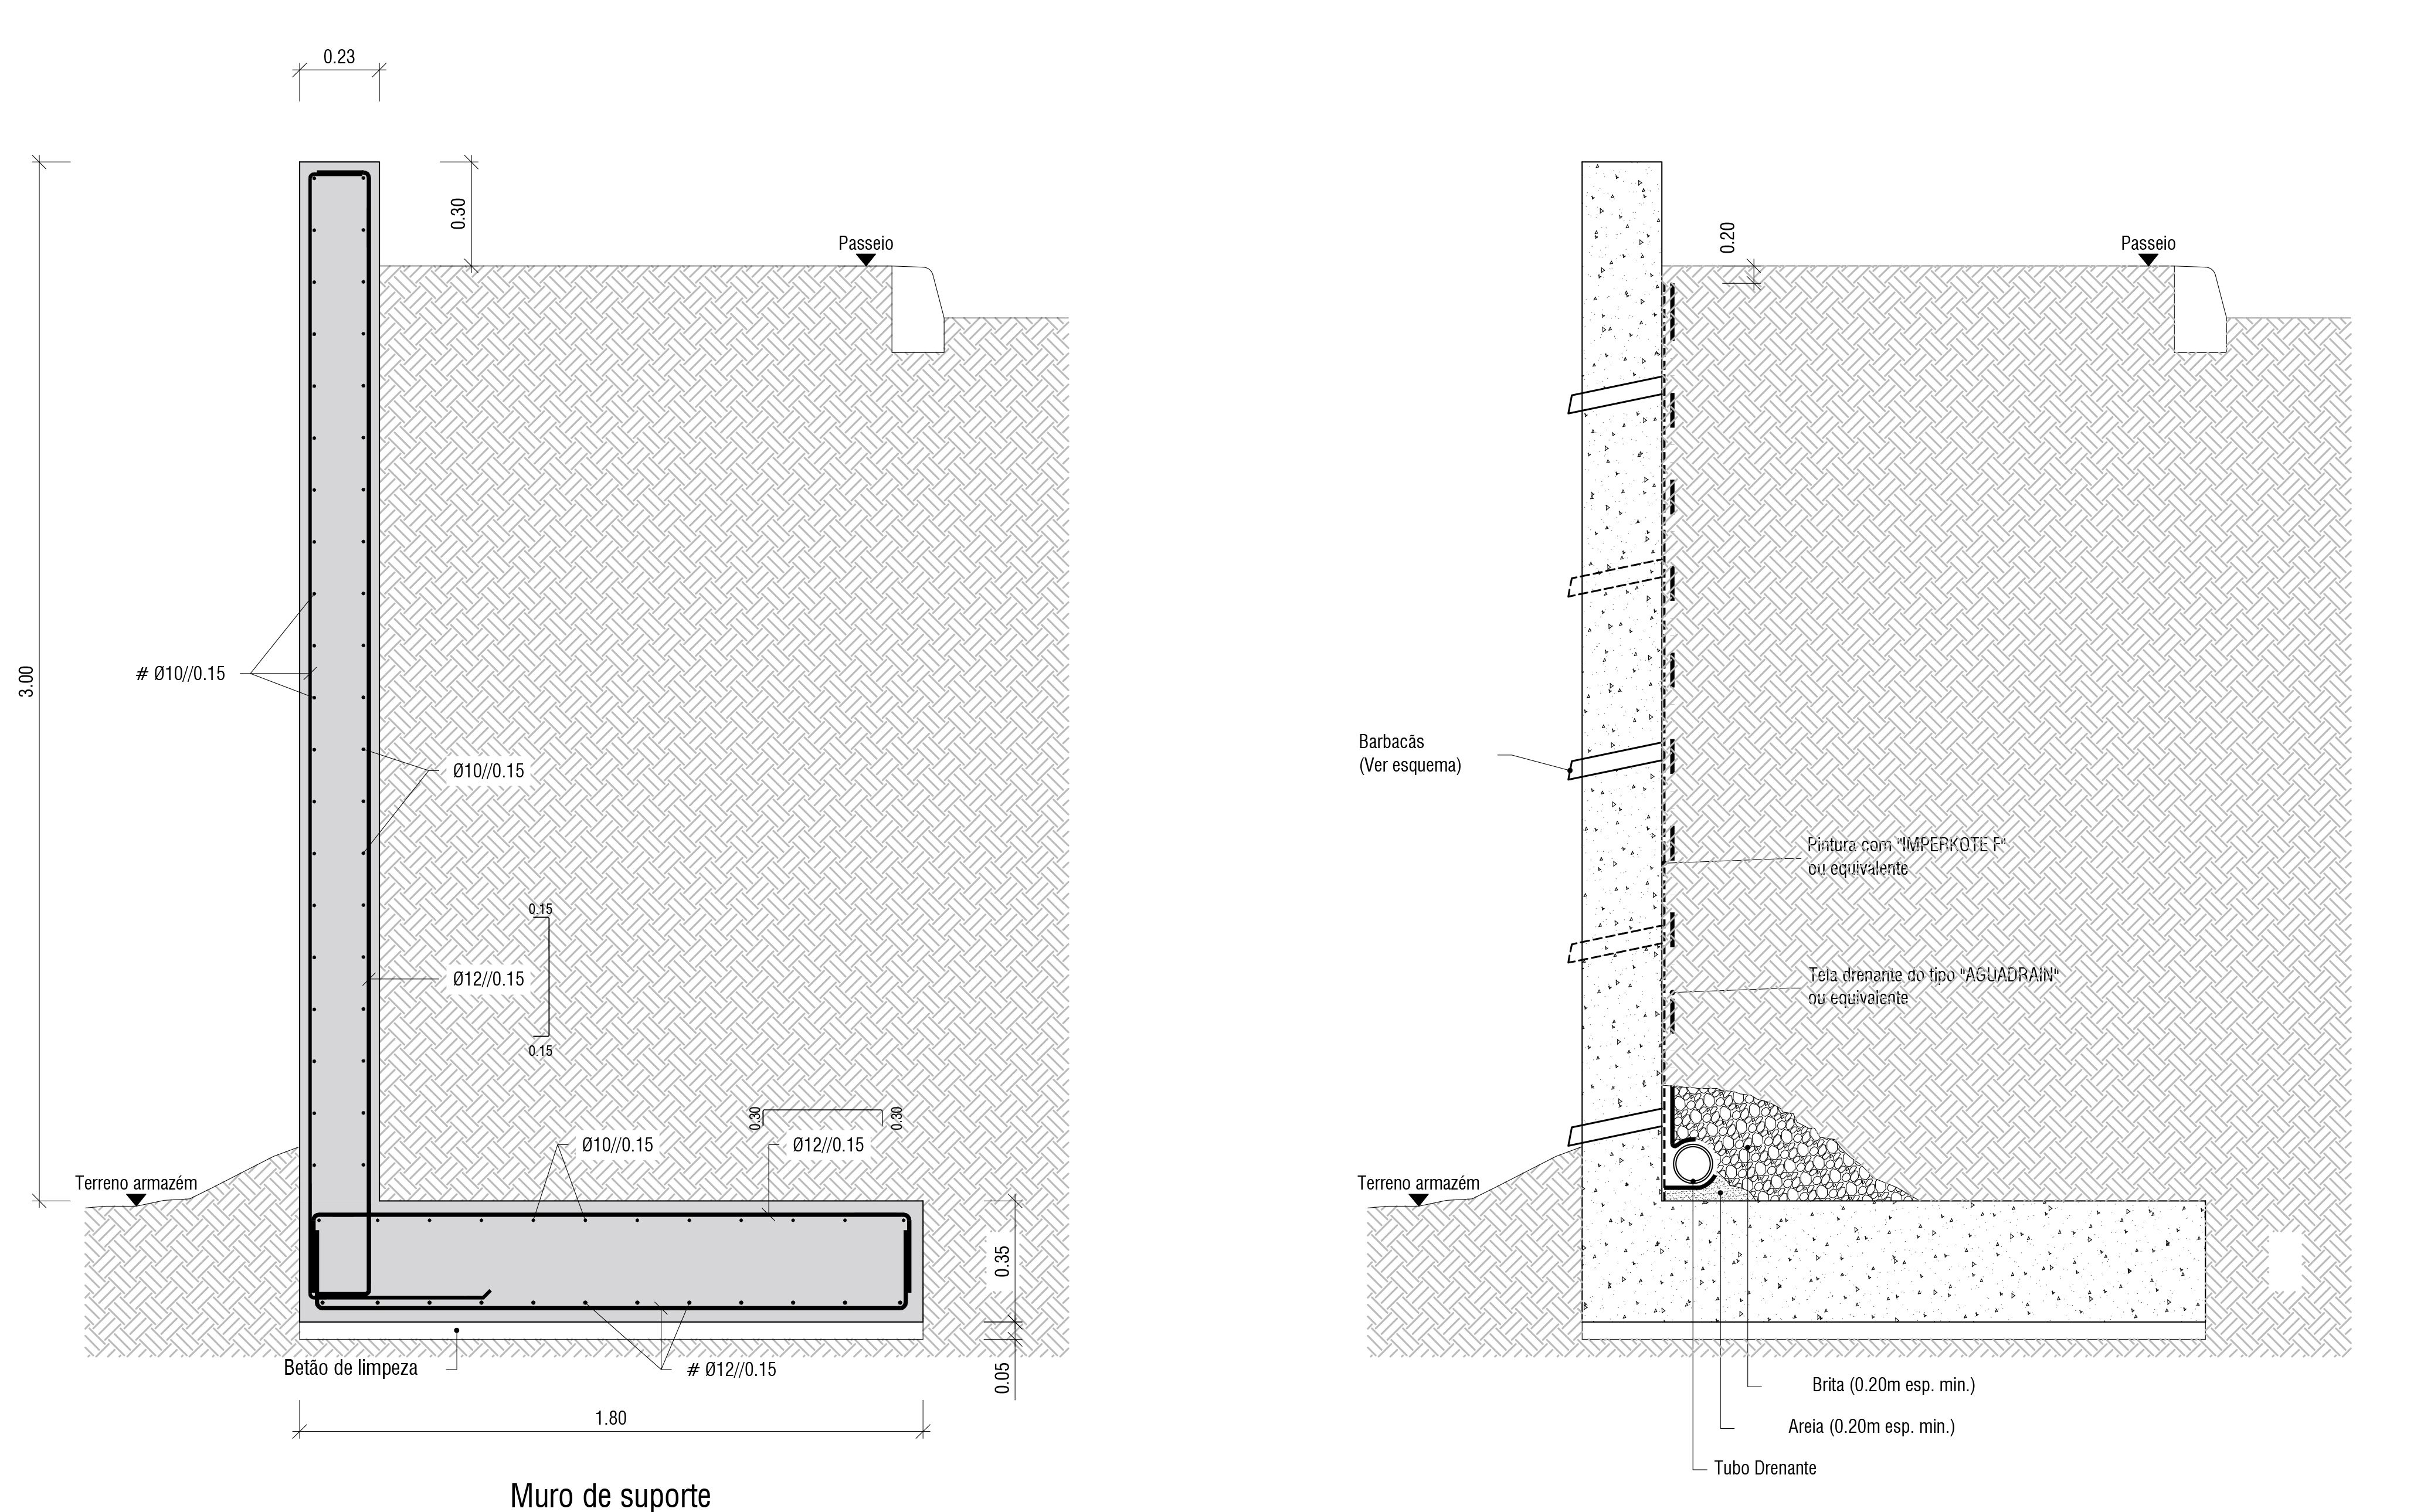 0.23
0.30
Passeio
3.00
# Ø10//0.15
Ø10//0.15
0.15
Ø12//0.15
0.15
0.30
0.30
Ø10//0.15
Ø12//0.15
Terreno armazém
0.35
Betão de limpeza
# Ø12//0.15
0.05
1.80
Muro de suporte
0.20
Passeio
Barbacãs
(Ver esquema)
Pintura com "IMPERKOTE F"
ou equivalente
Tela drenante do tipo "AGUADRAIN"
ou equivalente
Terreno armazém
Brita (0.20m esp. min.)
Areia (0.20m esp. min.)
Tubo Drenante